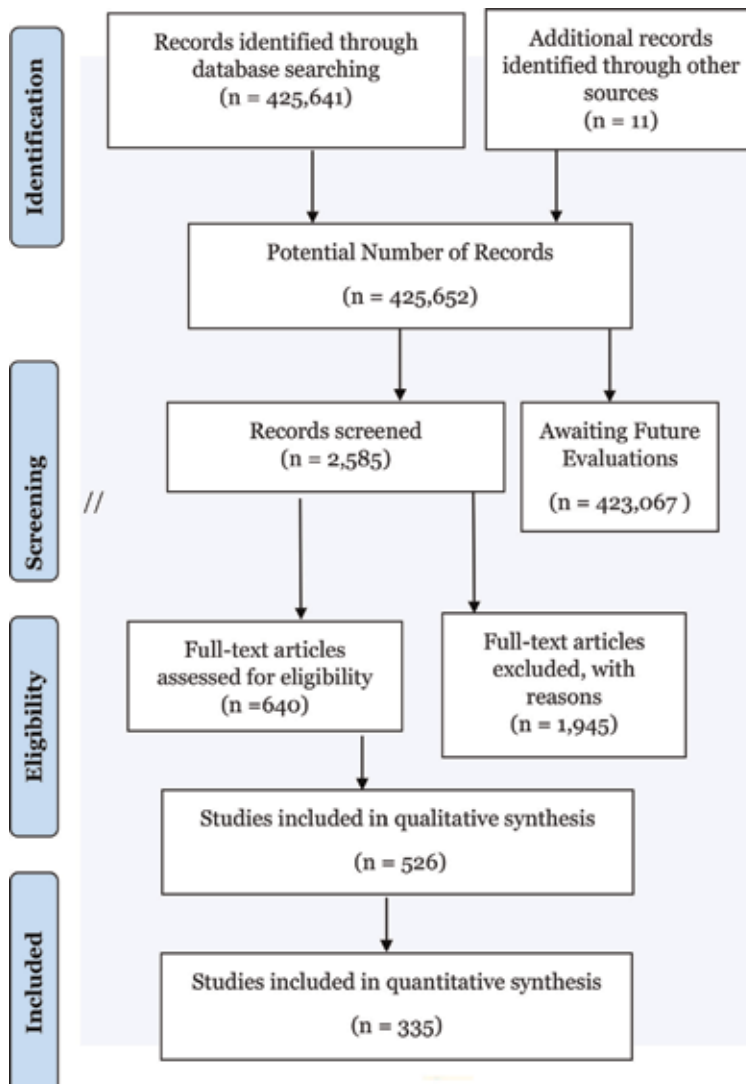 Identification
Records identified through
database searching
(n = 425,641)
Additional records
identified through other
sources
(n = 11)
Potential Number of Records
(n = 425,652)
Screening
Records screened
(n = 2,585)
Awaiting Future
Evaluations
(n = 423,067 )
//
Eligibility
Full-text articles
assessed for eligibility
(n =640)
Full-text articles
excluded, with
reasons
(n = 1,945)
Studies included in qualitative synthesis
(n = 526)
Included
Studies included in quantitative synthesis
(n = 335)